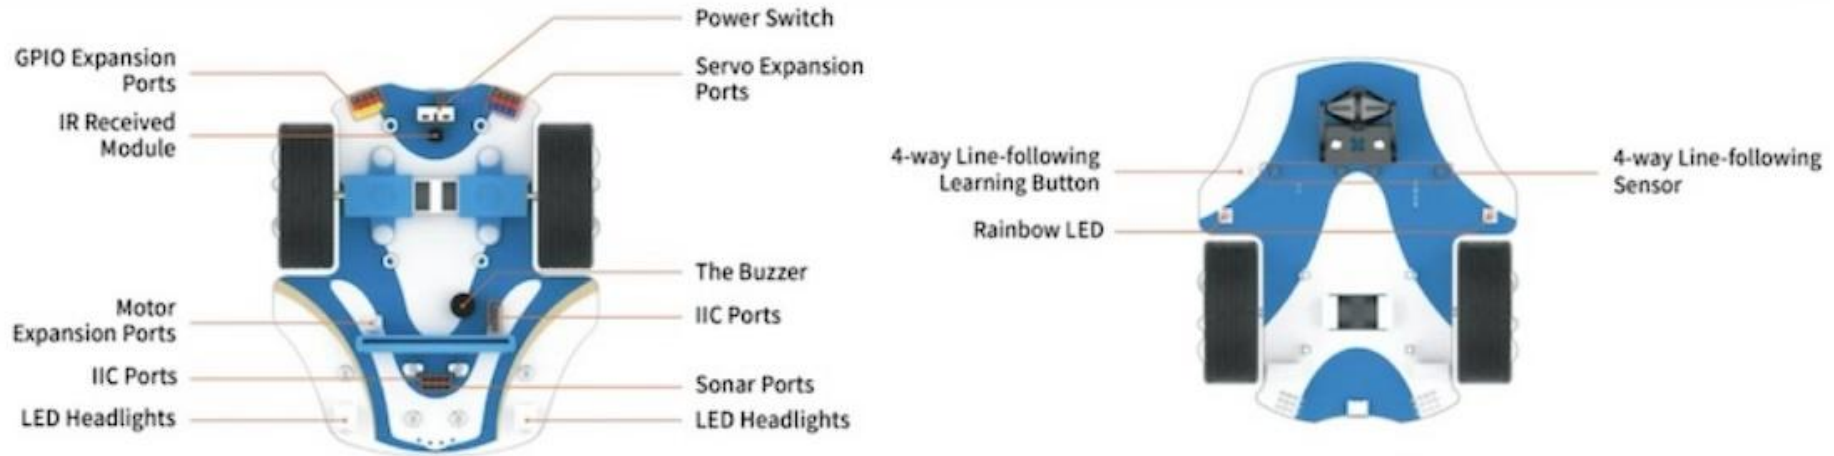 Power Switch
GPIO Expansion
Ports
Servo Expansion
Ports
IR Received
Module
The Buzzer
Motor
Expansion Ports
IIC Ports
IIC Ports
Sonar Ports
LED Headlights
LED Headlights
4-way Line-following
Learning Button
4-way Line-following
Sensor
Rainbow LED